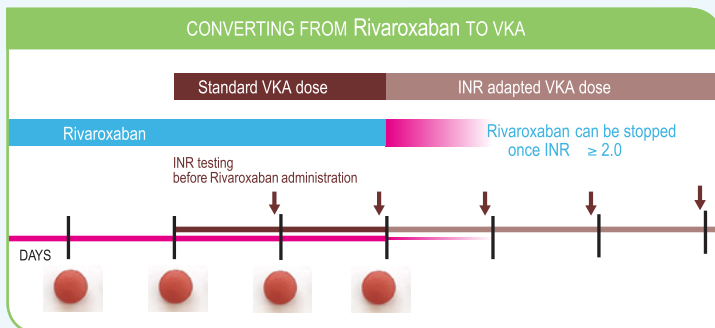 CONVERTING FROM Rivaroxaban TO VKA
Standard VKA dose
INR adapted VKA dose
Rivaroxaban
Rivaroxaban can be stopped
once INR ≥ 2.0
INR testing
before Rivaroxaban administration
DAYS